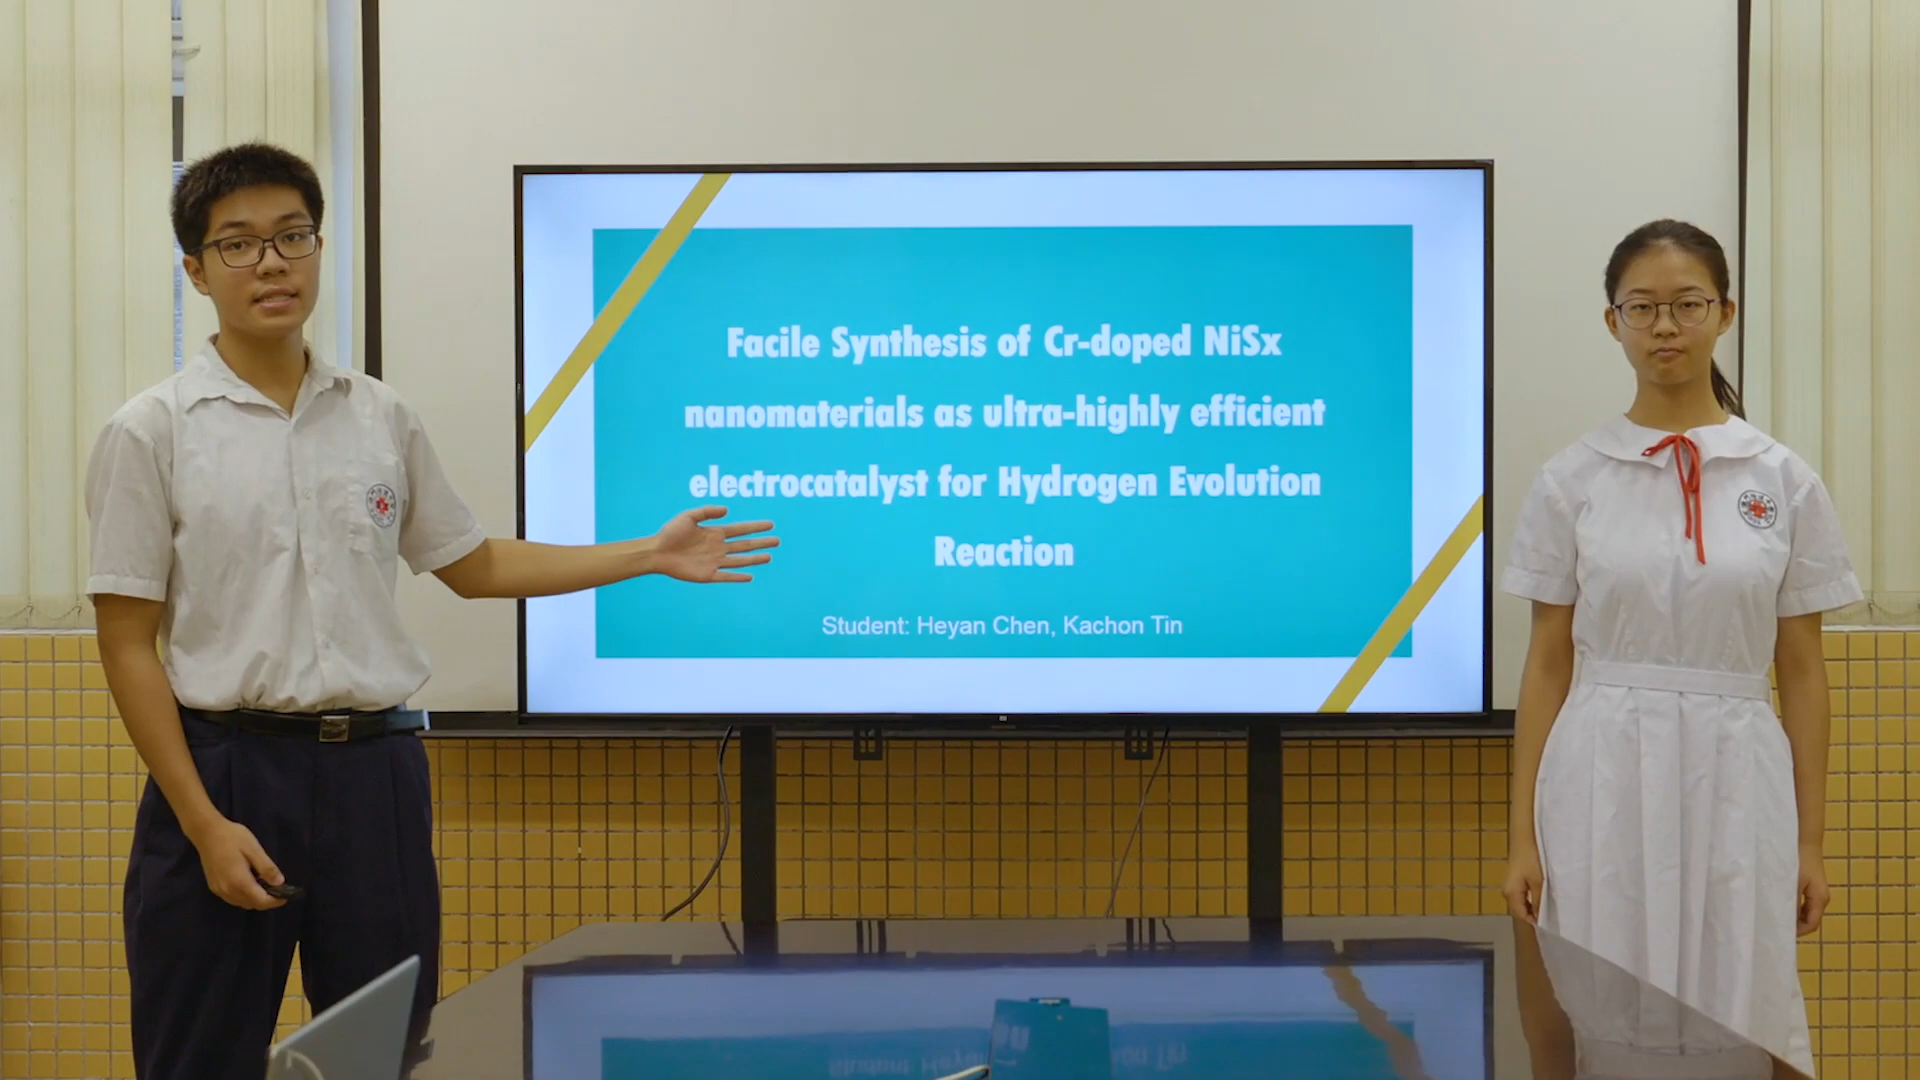 Facile Synthesis of Cr-doped NiSx
nanomaterials as ultra-highly efficient
electrocatalyst for Hydrogen Evolution
Reaction
Student: Heyan Chen, Kachon Tin